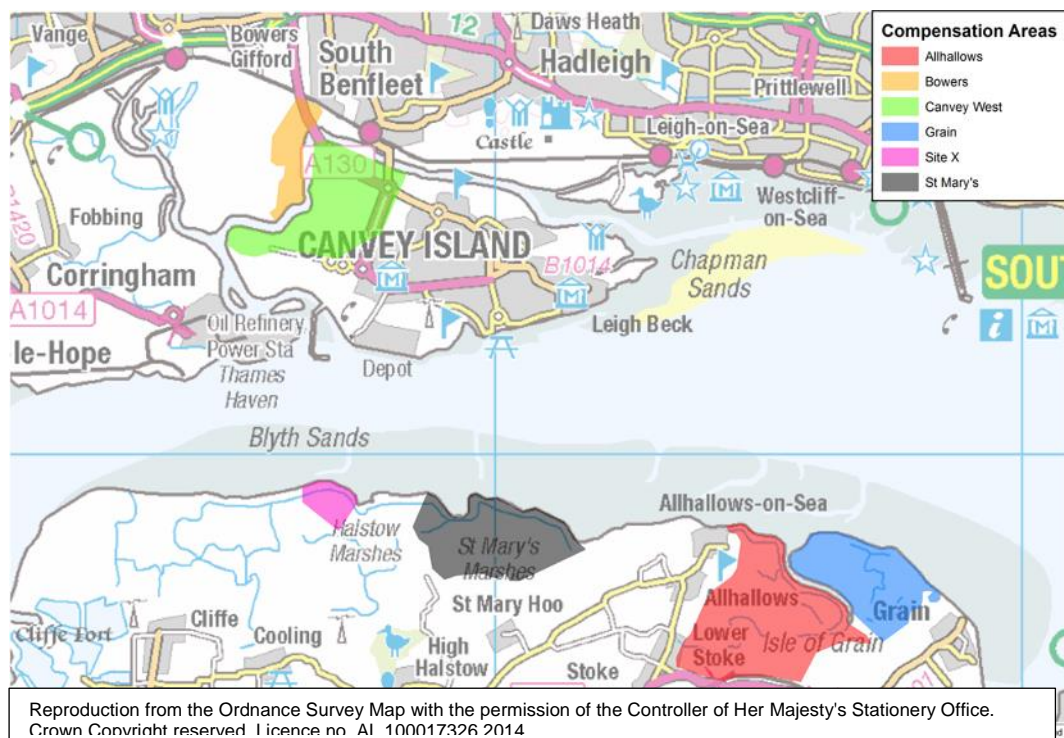 Vange
Bowers
Gifford
12
Daws Heath
South
Benfleet
Hadleigh
Prittlewell
Castle
Leigh-on-Sea
A130
Westcliff-
on-Sea
Fobbing
CANVEY ISLAND
B1014
Chapman
Sands
Corringham
A1014
Oil Refinery
Power Sta
Thames
Haven
Depot
Leigh Beck
le-Hope
SOUT
Compensation Areas
Allhallows
Bowers
Canvey West
Grain
Site X
St Mary's
Blyth Sands
Allhallows-on-Sea
Halstow
Marshes
St Mary's
Marshes
Cliffe
Cliffe Fort
Cooling
St Mary Hoo
High
Halstow
Stoke
Allhallows
Lower
Stoke
Isle of Grain
Grain
Reproduction from the Ordnance Survey Map with the permission of the Controller of Her Majesty's Stationery Office.
Crown Copyright reserved. Licence no. AL 100017326 2014